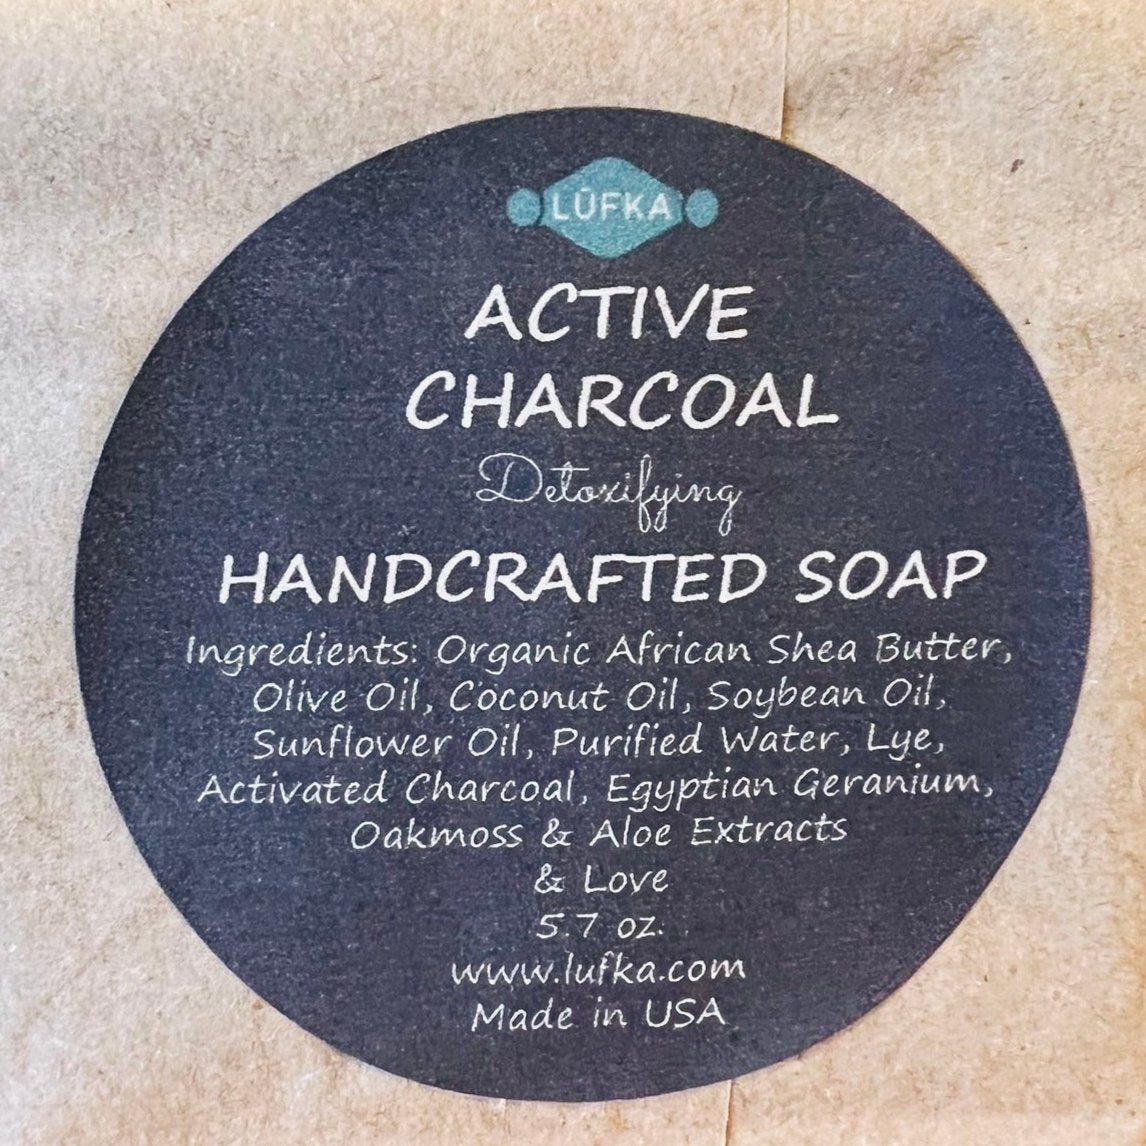 LŪFKA
ACTIVE
CHARCOAL
Detoxifying
HANDCRAFTED SOAP
Ingredients: Organic African Shea Butter,
Olive Oil, Coconut Oil, Soybean Oil,
Sunflower Oil, Purified Water, Lye,
Activated Charcoal, Egyptian Geranium,
Oakmoss & Aloe Extracts
& Love
5.7 oz.
www.lufka.com
Made in USA